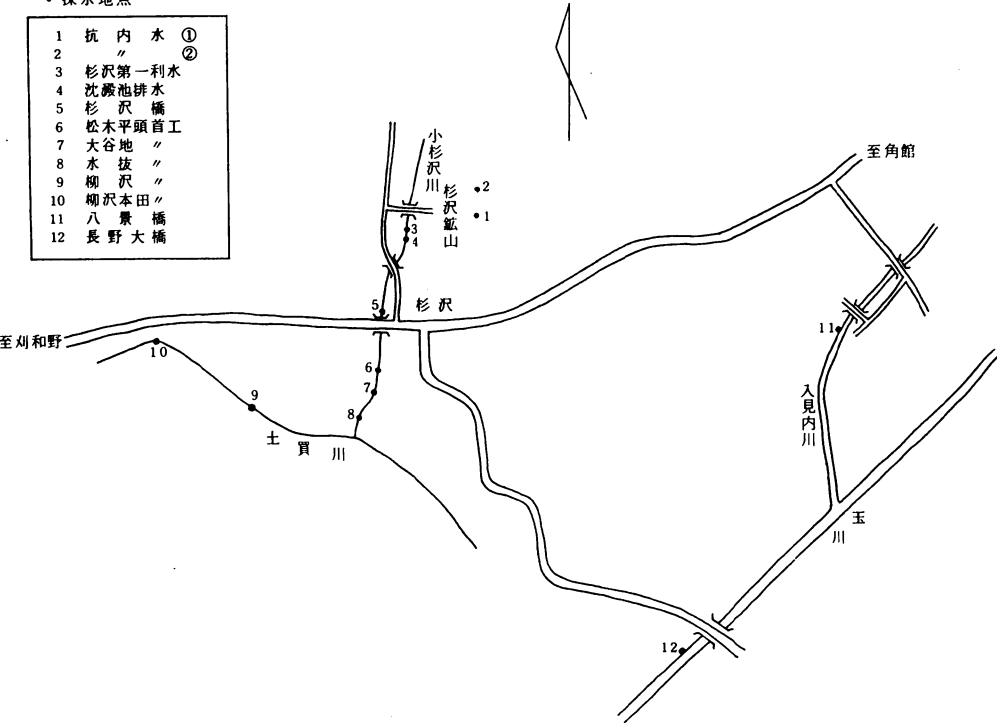 ・ 採水地点
1 抗内水 ①
2 〃 ②
3 杉沢第一利水
4 沈澱池排水
5 杉沢橋
6 松木平頭首工
7 大谷地 〃
8 水抜 〃
9 柳沢 〃
10 柳沢本田〃
11 八景橋
12 長野大橋
小杉沢川
杉沢鉱山
2
1
3
4
至角館
5
杉沢
至刈和野
10
11
6
7
9
8
入見内川
土買川
玉川
12